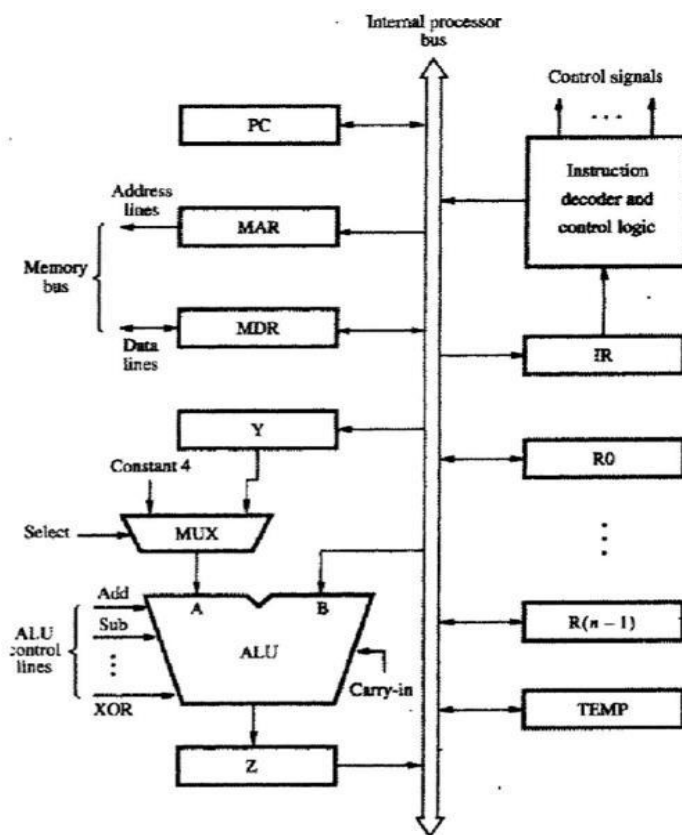 Internal processor
bus
Control signals
...
PC
Instruction
decoder and
control logic
Address
lines
MAR
Memory
bus
MDR
Data
lines
IR
Y
Constant 4
R0
Select
MUX
Add
A
B
R(n − 1)
ALU
control
lines
Sub
ALU
XOR
Carry-in
TEMP
Z